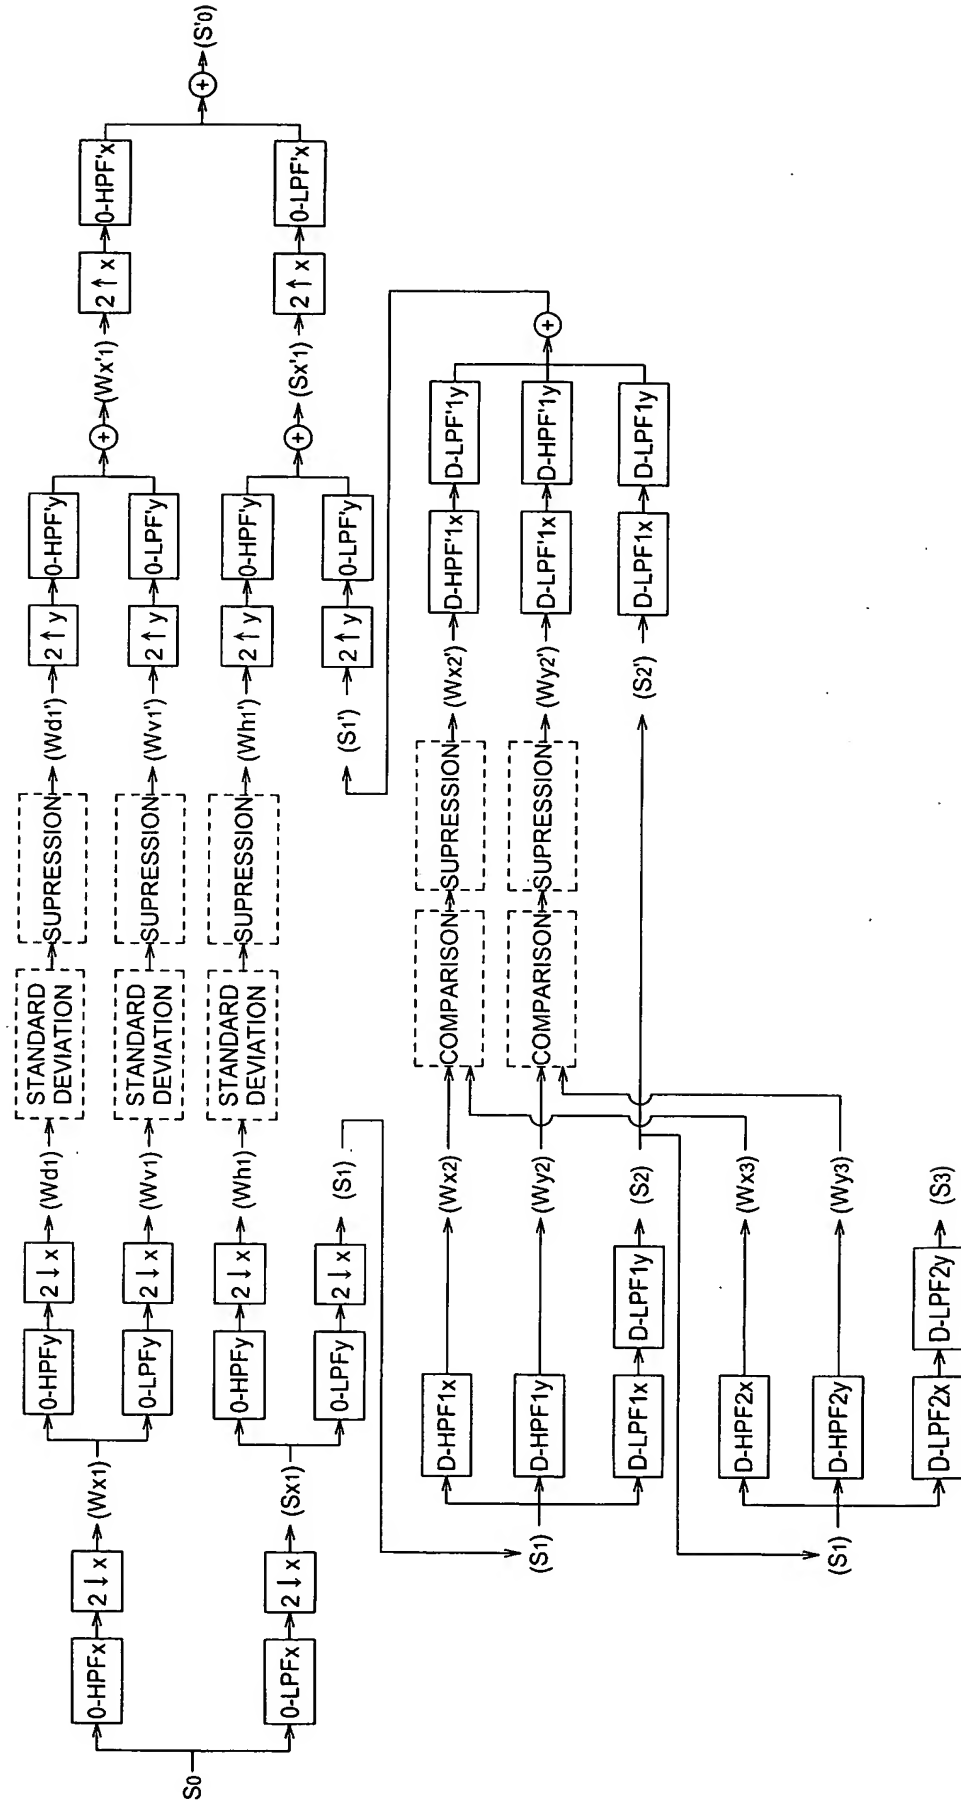 S0
0-HPFx
2↓x
(Wx1)
0-LPFx
2↓x
(Sx1)
0-HPFy
2↓x
(Wd1)
STANDARD
DEVIATION
SUPRESSION
(Wd1')
2↑y
0-HPF'y
0-LPFy
2↓x
(Wv1)
STANDARD
DEVIATION
SUPRESSION
(Wv1')
2↑y
0-LPF'y
+
(Wx'1)
2↑x
0-HPF'x
0-HPFy
2↓x
(Wh1)
STANDARD
DEVIATION
SUPRESSION
(Wh1')
2↑y
0-HPF'y
0-LPFy
2↓x
(S1)
(S1')
2↑y
0-LPF'y
+
(Sx'1)
2↑x
0-LPF'x
+
(S'0)
(S1)
D-HPF1x
(Wx2)
COMPARISON
SUPRESSION
(Wx2')
D-HPF'1x
D-LPF'1y
D-HPF1y
(Wy2)
COMPARISON
SUPRESSION
(Wy2')
D-LPF'1x
D-HPF'1y
+
D-LPF1x
D-LPF1y
(S2)
(S2')
D-LPF1x
D-LPF1y
(S1)
D-HPF2x
(Wx3)
D-HPF2y
(Wy3)
D-LPF2x
D-LPF2y
(S3)